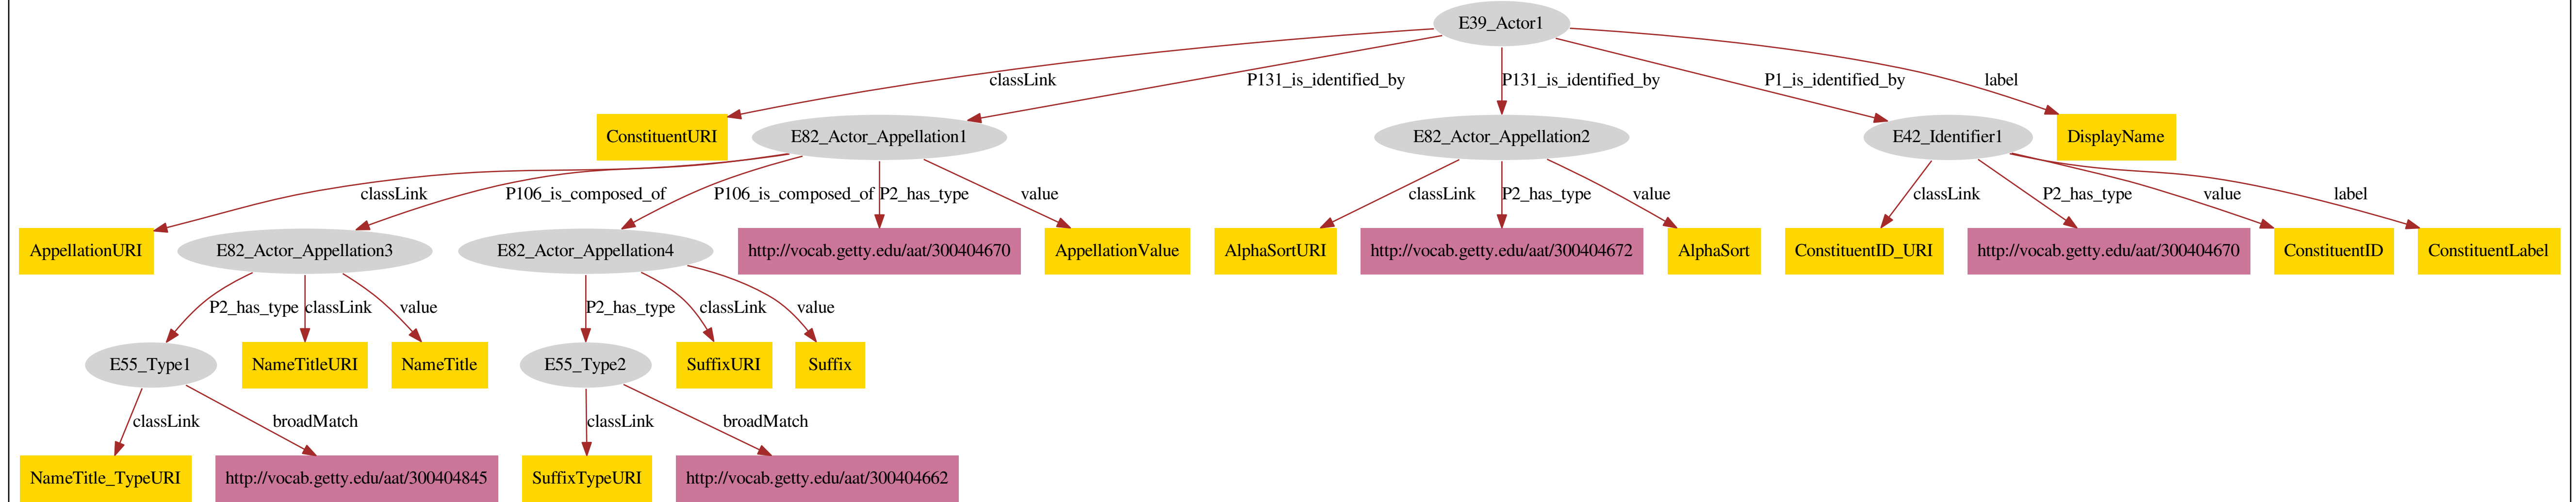 E39_Actor1
classLink
P131_is_identified_by
P131_is_identified_by
P1_is_identified_by
label
ConstituentURI
E82_Actor_Appellation1
E82_Actor_Appellation2
E42_Identifier1
DisplayName
classLink
P106_is_composed_of
P106_is_composed_of
P2_has_type
value
classLink
P2_has_type
value
classLink
P2_has_type
value
label
AppellationURI
E82_Actor_Appellation3
E82_Actor_Appellation4
http://vocab.getty.edu/aat/300404670
AppellationValue
AlphaSortURI
http://vocab.getty.edu/aat/300404672
AlphaSort
ConstituentID_URI
http://vocab.getty.edu/aat/300404670
ConstituentID
ConstituentLabel
P2_has_type
classLink
value
P2_has_type
classLink
value
E55_Type1
NameTitleURI
NameTitle
E55_Type2
SuffixURI
Suffix
classLink
broadMatch
classLink
broadMatch
NameTitle_TypeURI
http://vocab.getty.edu/aat/300404845
SuffixTypeURI
http://vocab.getty.edu/aat/300404662